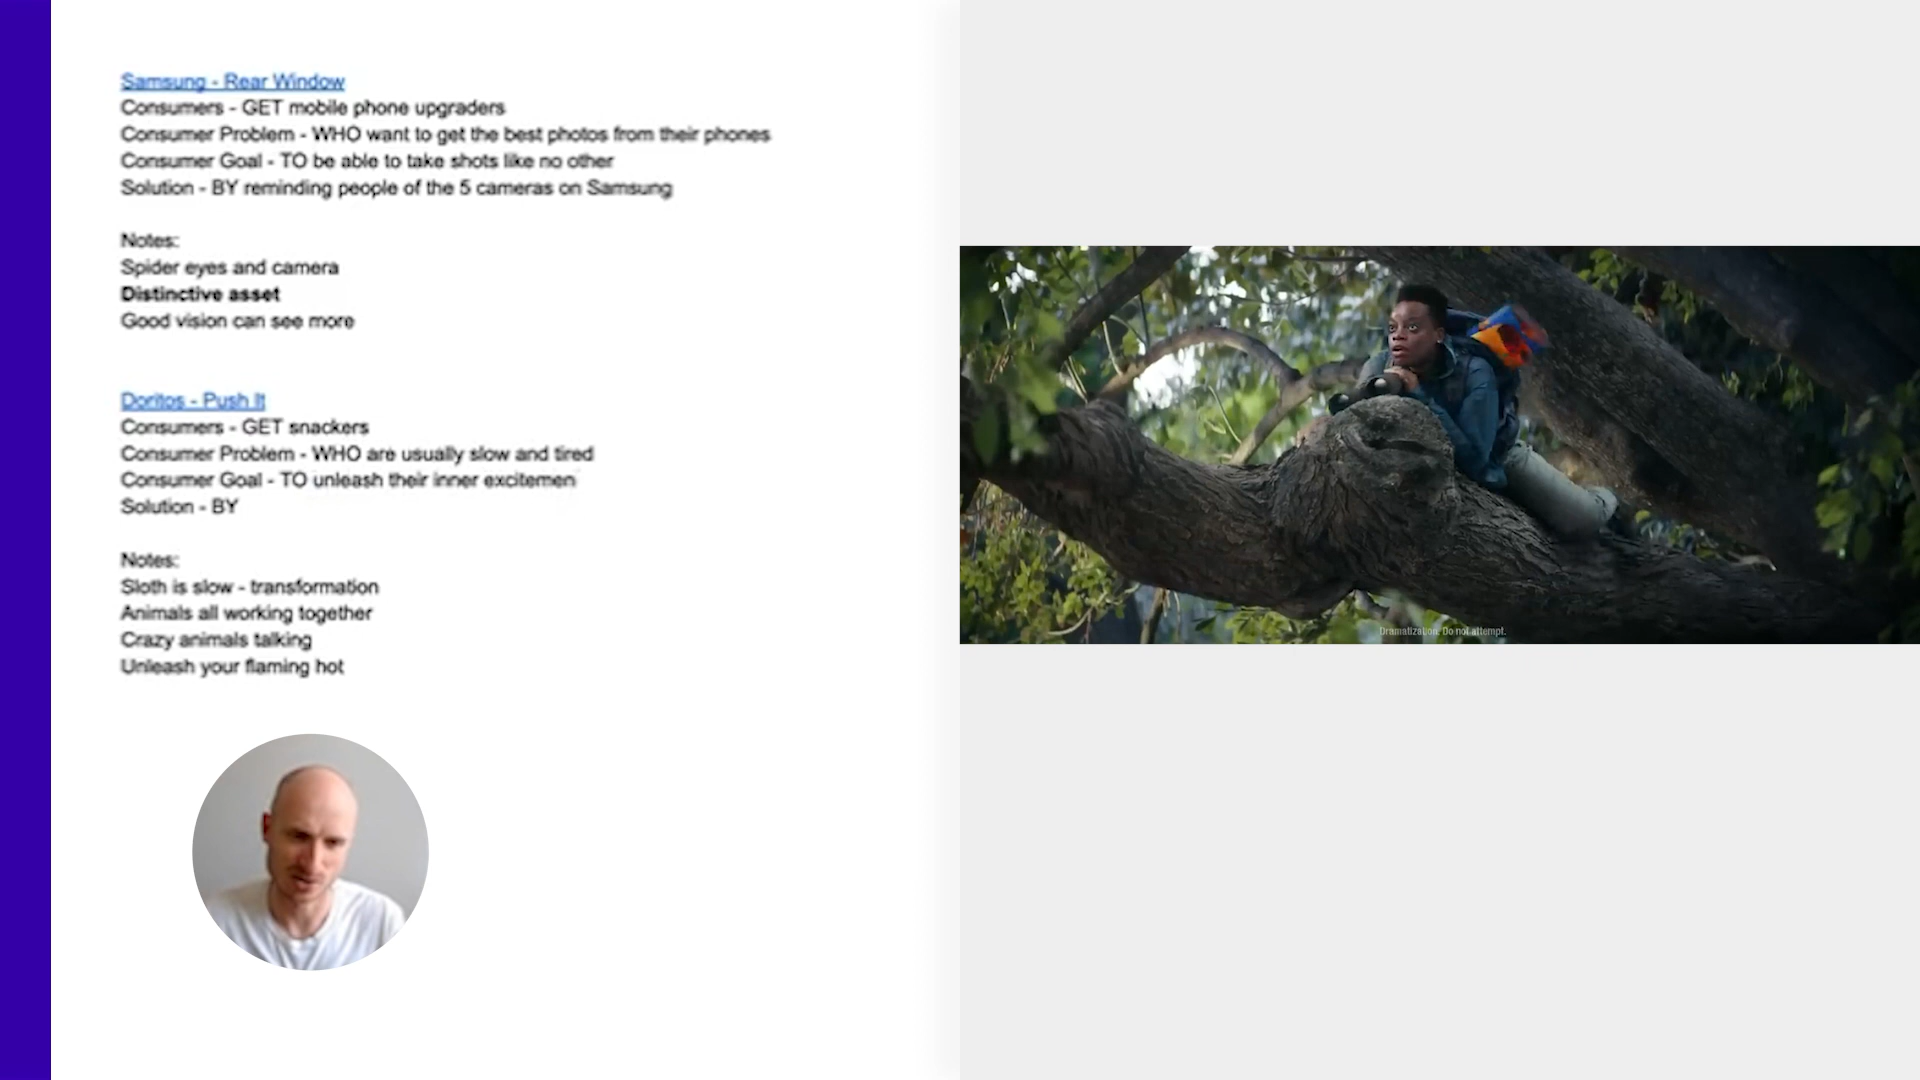 Samsung - Rear Window
Consumers - GET mobile phone upgraders
Consumer Problem - WHO want to get the best photos from their phones
Consumer Goal - TO be able to take shots like no other
Solution - BY reminding people of the 5 cameras on Samsung
Notes:
Spider eyes and camera
Distinctive asset
Good vision can see more
Doritos - Push It
Consumers - GET snackers
Consumer Problem - WHO are usually slow and tired
Consumer Goal - TO unleash their inner excitemen
Solution - BY
Notes:
Sloth is slow - transformation
Animals all working together
Crazy animals talking
Unleash your flaming hot
Dramatization. Do not attempt.